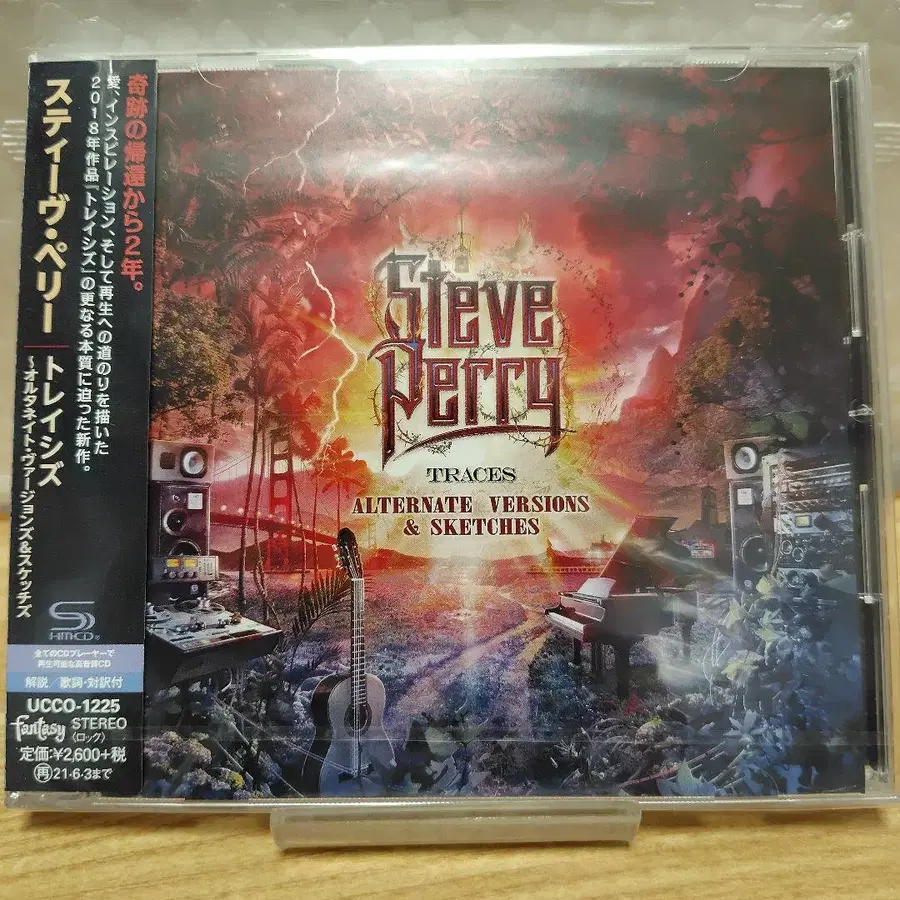 奇跡の帰還から2年。
愛、インスピレーション、そして再生への道のりを描いた
2018年作品「トレイシズ」の更なる本質に迫った新作。
スティーヴ・ペリー
トレイシズ
～オルタネイト・ヴァージョンズ&スケッチズ
SHM-CD®
全てのCDプレーヤーで
再生可能な高音質CD
解説/歌詞・対訳付
UCCO-1225
fantasy STEREO
〈ロック〉
定価:¥2,600+税
再21・6・3まで
Steve
Perry
TRACES
ALTERNATE VERSIONS
& SKETCHES